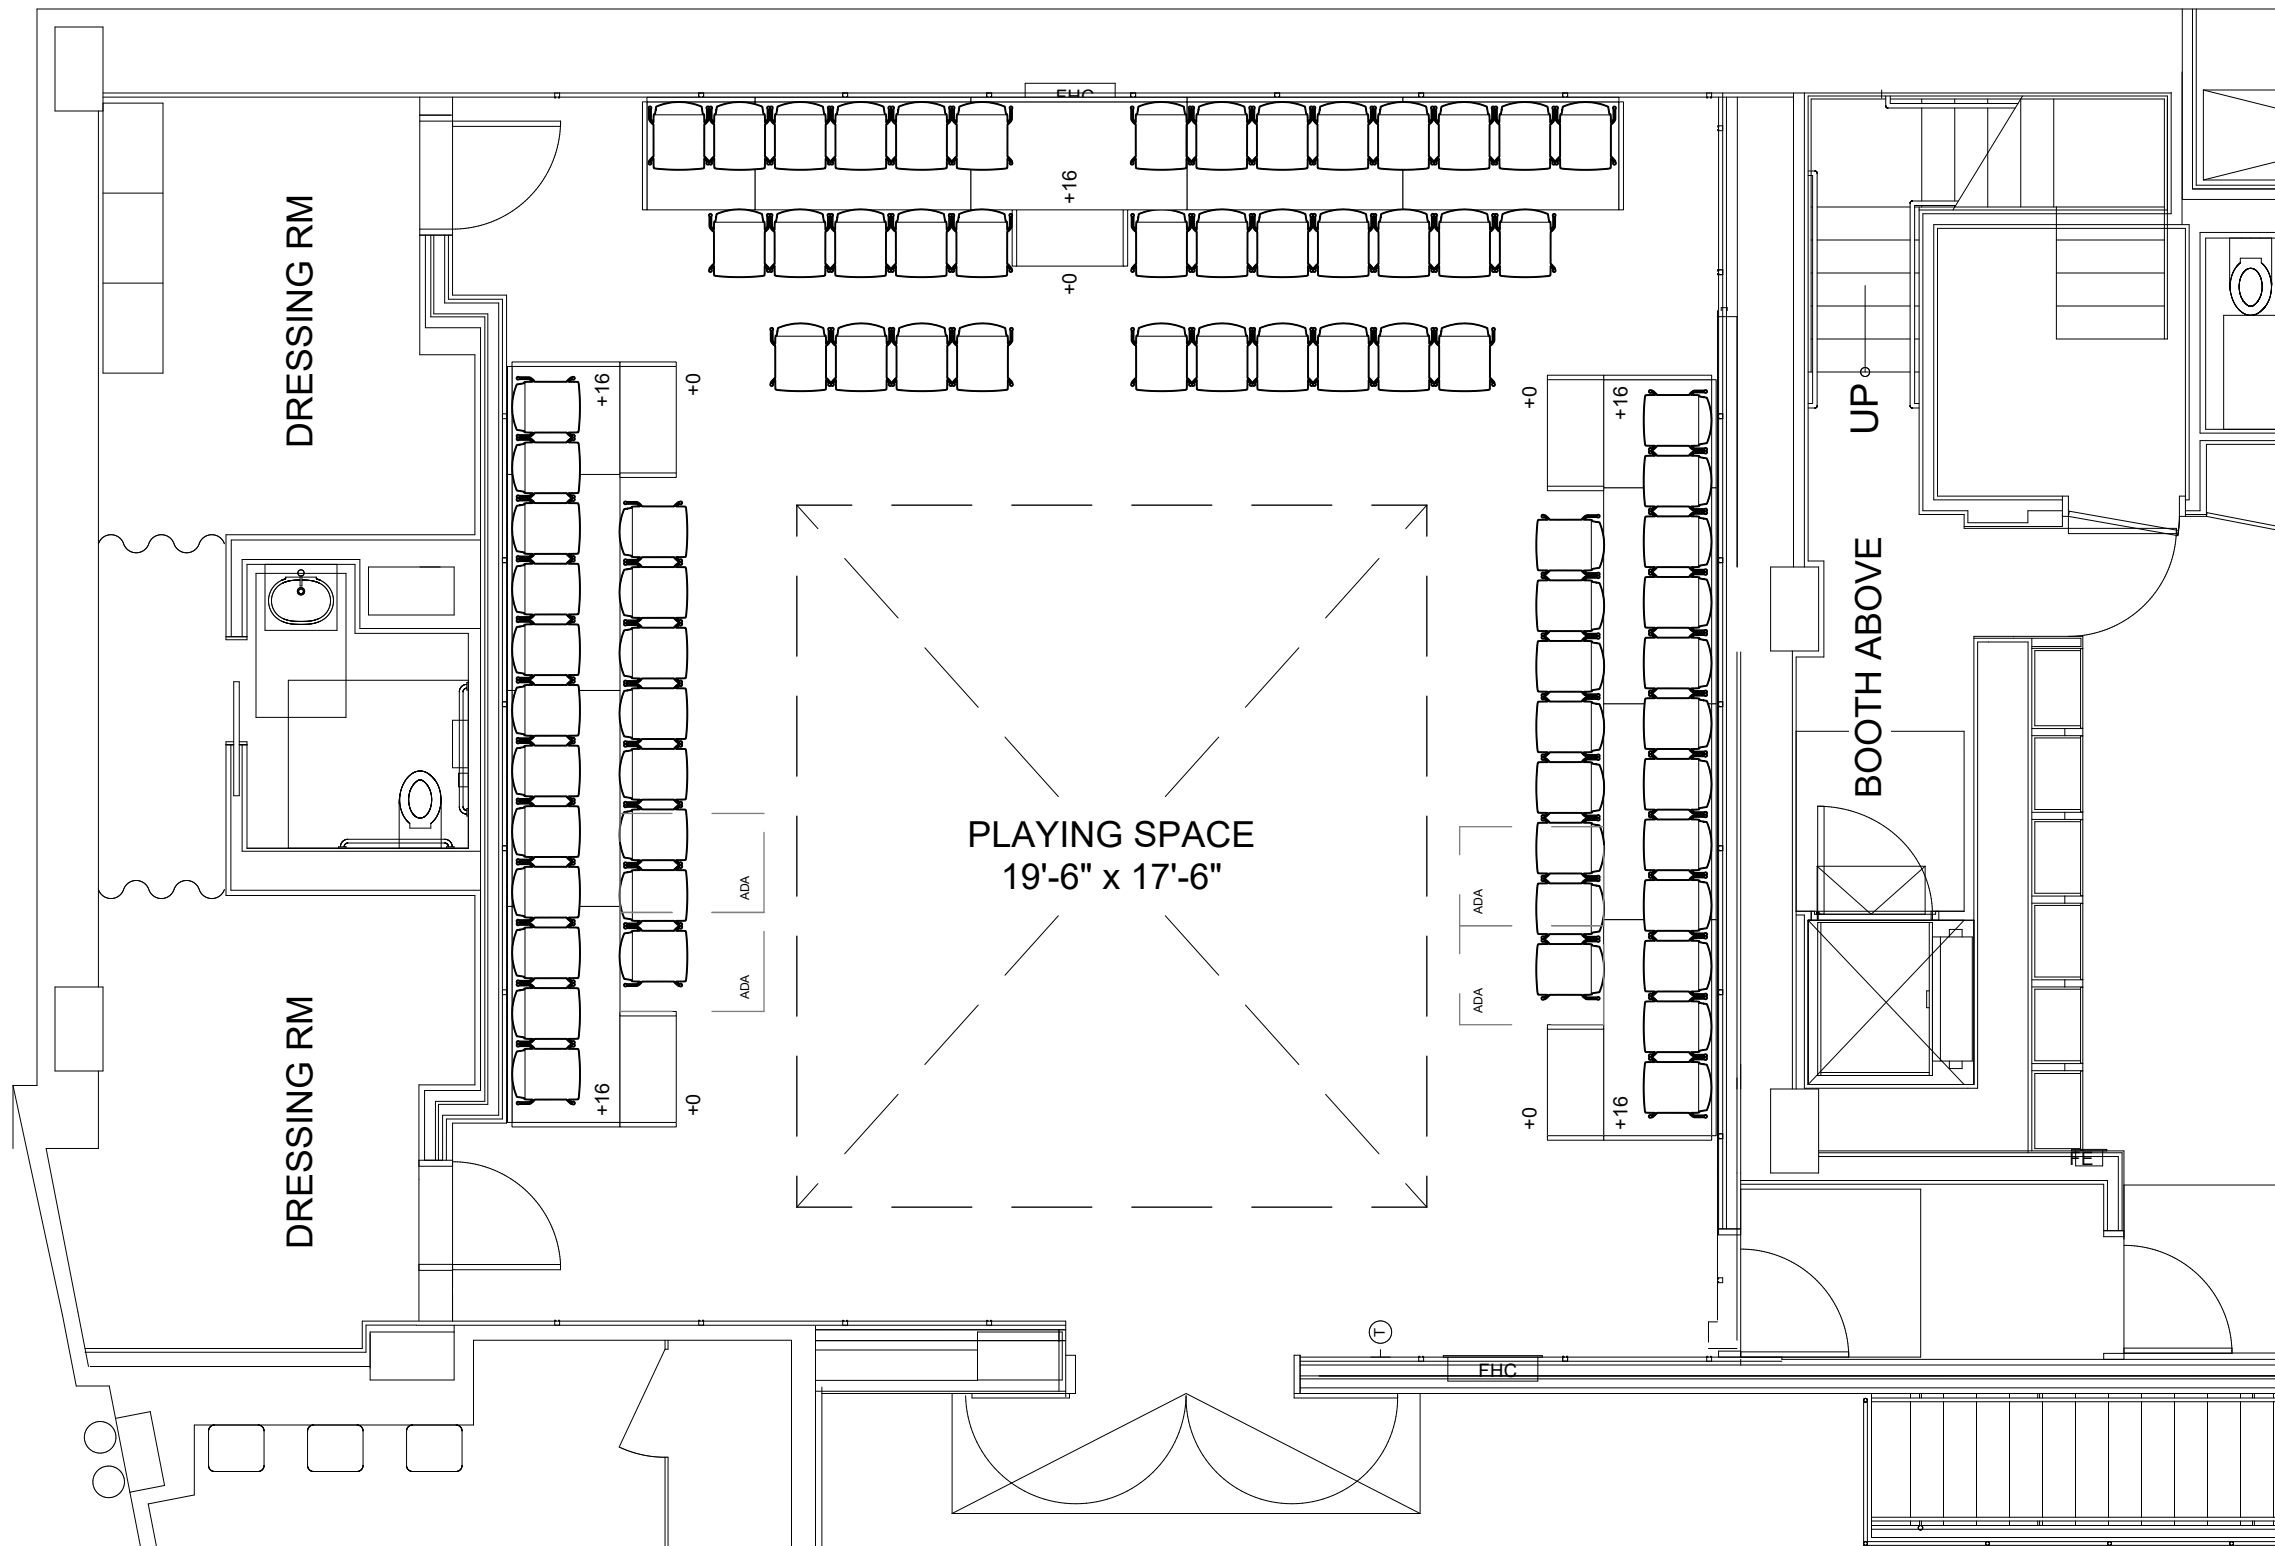 FHC
+16
DRESSING RM
+0
+16
+0
+0
+16
UP
BOOTH ABOVE
PLAYING SPACE
19'-6" x 17'-6"
ADA
ADA
ADA
ADA
DRESSING RM
+16
+0
+0
+16
FE
T
FHC